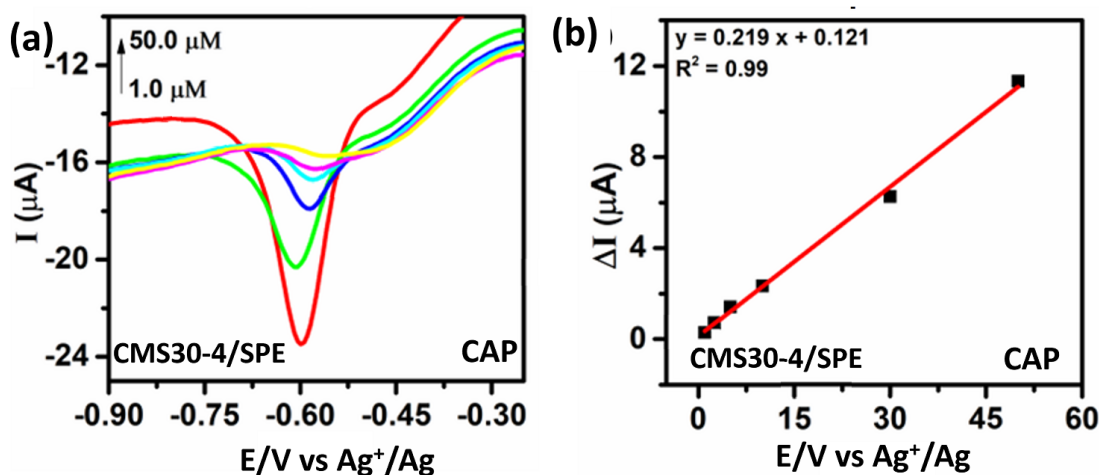 (a)
50.0 μM
1.0 μM
-12
-16
-20
-24
I (μA)
CMS30-4/SPE
CAP
-0.90
-0.75
-0.60
-0.45
-0.30
E/V vs Ag⁺/Ag
(b)
y = 0.219 x + 0.121
R² = 0.99
12
8
4
0
ΔI (μA)
CMS30-4/SPE
CAP
0
15
30
45
60
E/V vs Ag⁺/Ag